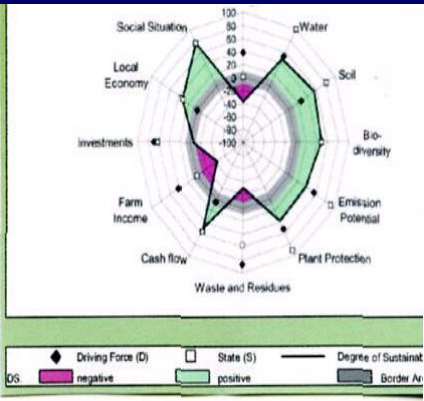 100
80
60
40
20
0
-20
-40
-60
-80
-100
Social Situation
Water
Local
Economy
Soil
Investments
Bio-
diversity
Farm
Income
Emission
Potential
Cash flow
Plant Protection
Waste and Residues
Driving Force (D)
State (S)
Degree of Sustainab
DS.
negative
positive
Border Ar